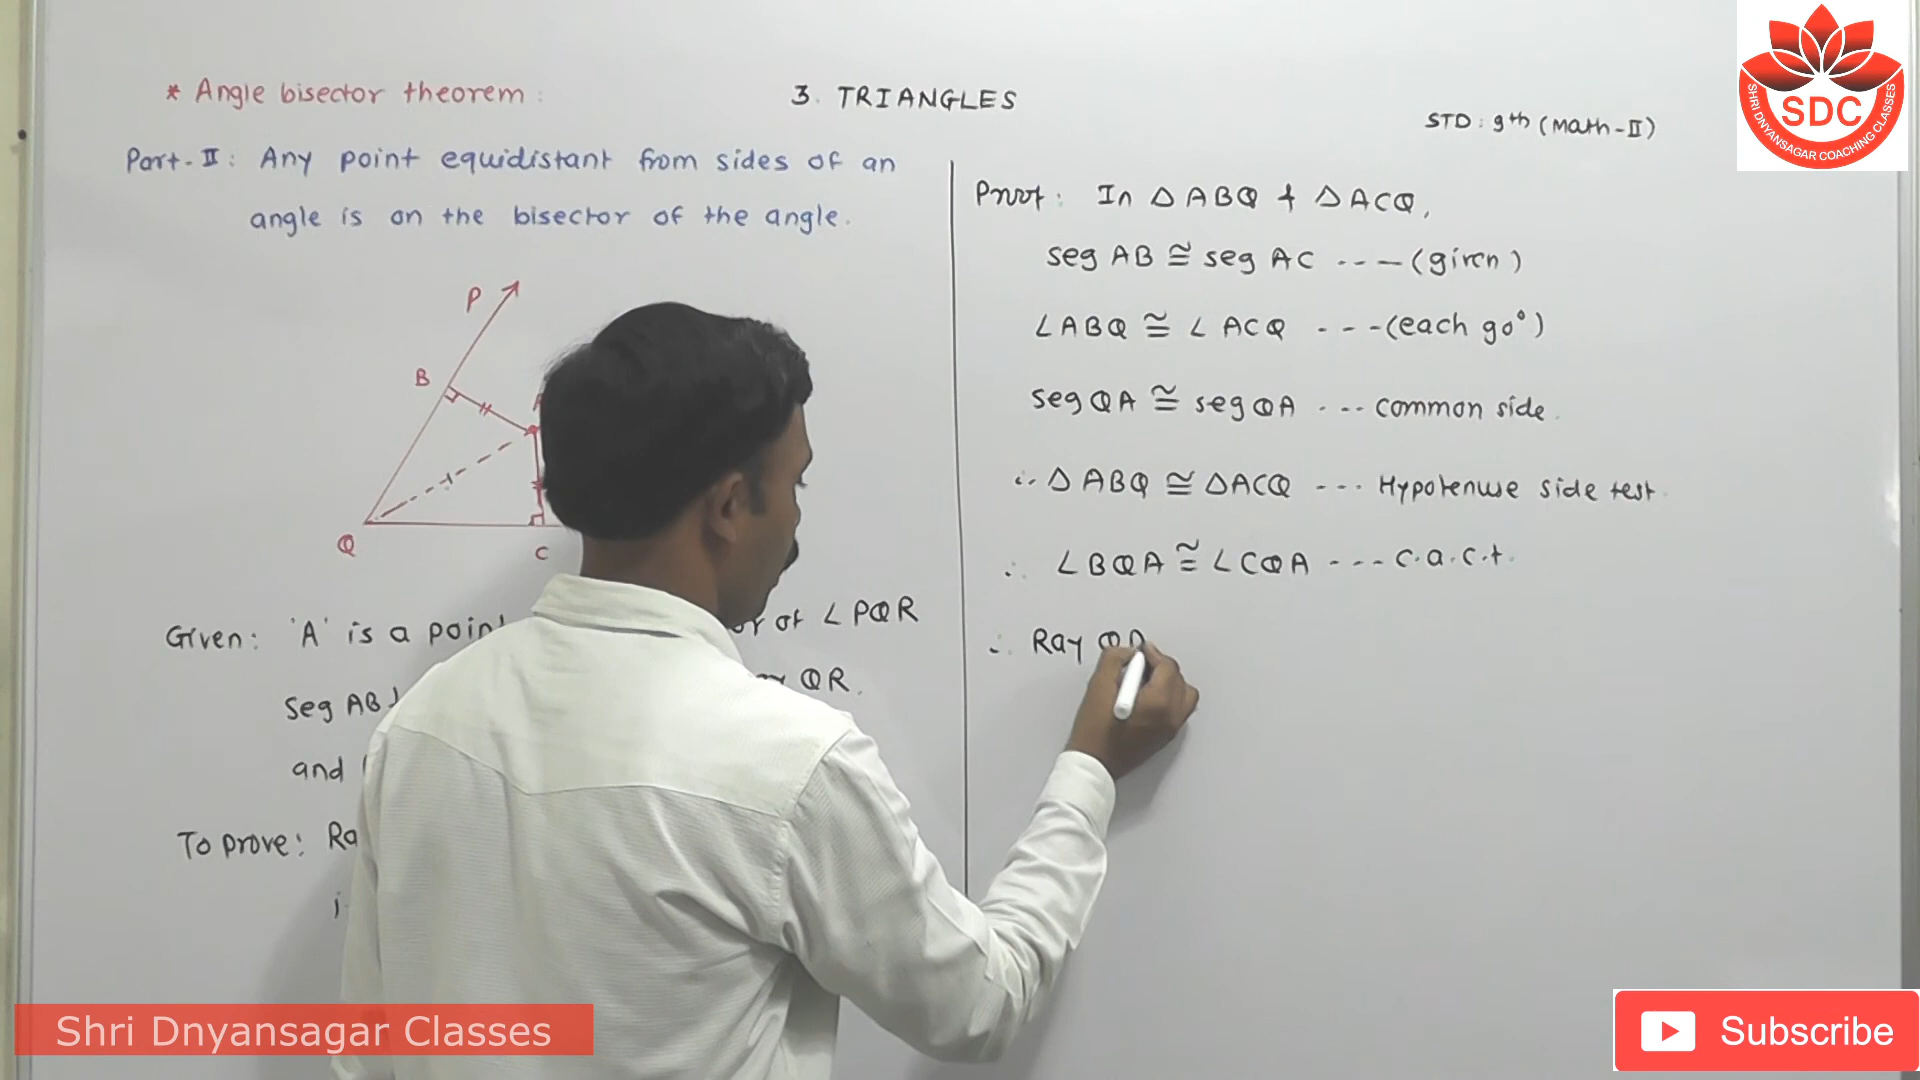 * Angle bisector theorem :
3. TRIANGLES
STD : 9th (Math-II)
SDC
SHRI DNYANSAGAR COACHING CLASSES
Part-II : Any point equidistant from sides of an
angle is on the bisector of the angle.
P
B
A
Q
C
Given: 'A' is a point of ∠PQR
Seg AB QR.
and
To prove:
Proof : In △ABQ & △ACQ,
seg AB ≅ seg AC --- (given)
∠ABQ ≅ ∠ACQ --- (each 90°)
seg QA ≅ seg QA --- common side.
∴ △ABQ ≅ △ACQ --- Hypotenuse side test.
∴ ∠BQA ≅ ∠CQA --- c.a.c.t.
∴ Ray
Shri Dnyansagar Classes
Subscribe